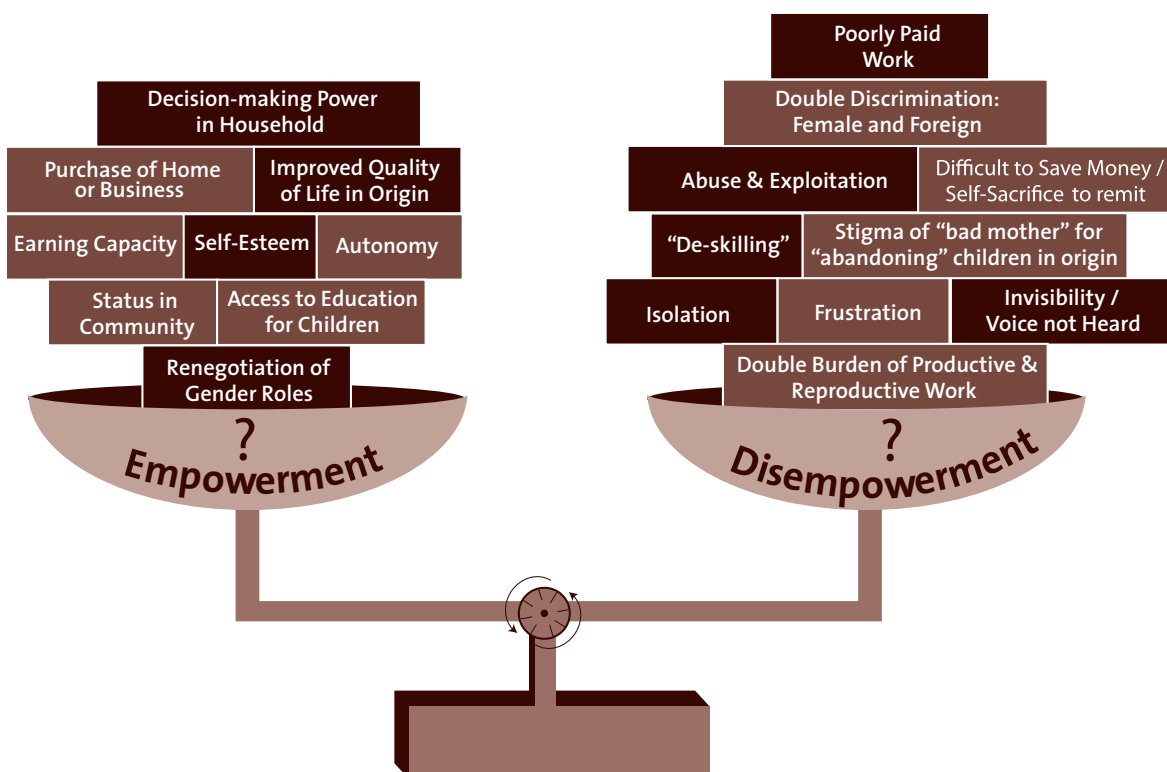 Decision-making Power
in Household
Purchase of Home
or Business
Improved Quality
of Life in Origin
Earning Capacity
Self-Esteem
Autonomy
Status in
Community
Access to Education
for Children
Renegotiation of
Gender Roles
?
Empowerment
Poorly Paid
Work
Double Discrimination:
Female and Foreign
Abuse & Exploitation
Difficult to Save Money /
Self-Sacrifice to remit
“De-skilling”
Stigma of “bad mother” for
“abandoning” children in origin
Isolation
Frustration
Invisibility /
Voice not Heard
Double Burden of Productive &
Reproductive Work
?
Disempowerment